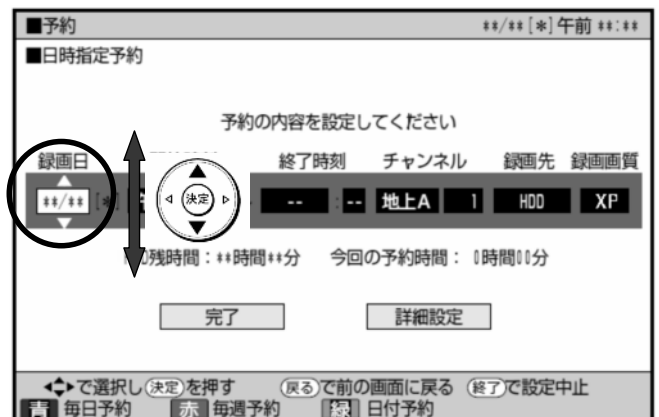 ■予約 **/**[*]午前 **:**
■日時指定予約
予約の内容を設定してください
録画日 終了時刻 チャンネル 録画先 録画画質
**/** [*] 決定 -- : -- 地上A 1 HDD XP
残時間：**時間**分 今回の予約時間： 0時間00分
完了 詳細設定
で選択し 決定 を押す 戻る で前の画面に戻る 終了 で設定中止
青 毎日予約 赤 毎週予約 緑 日付予約